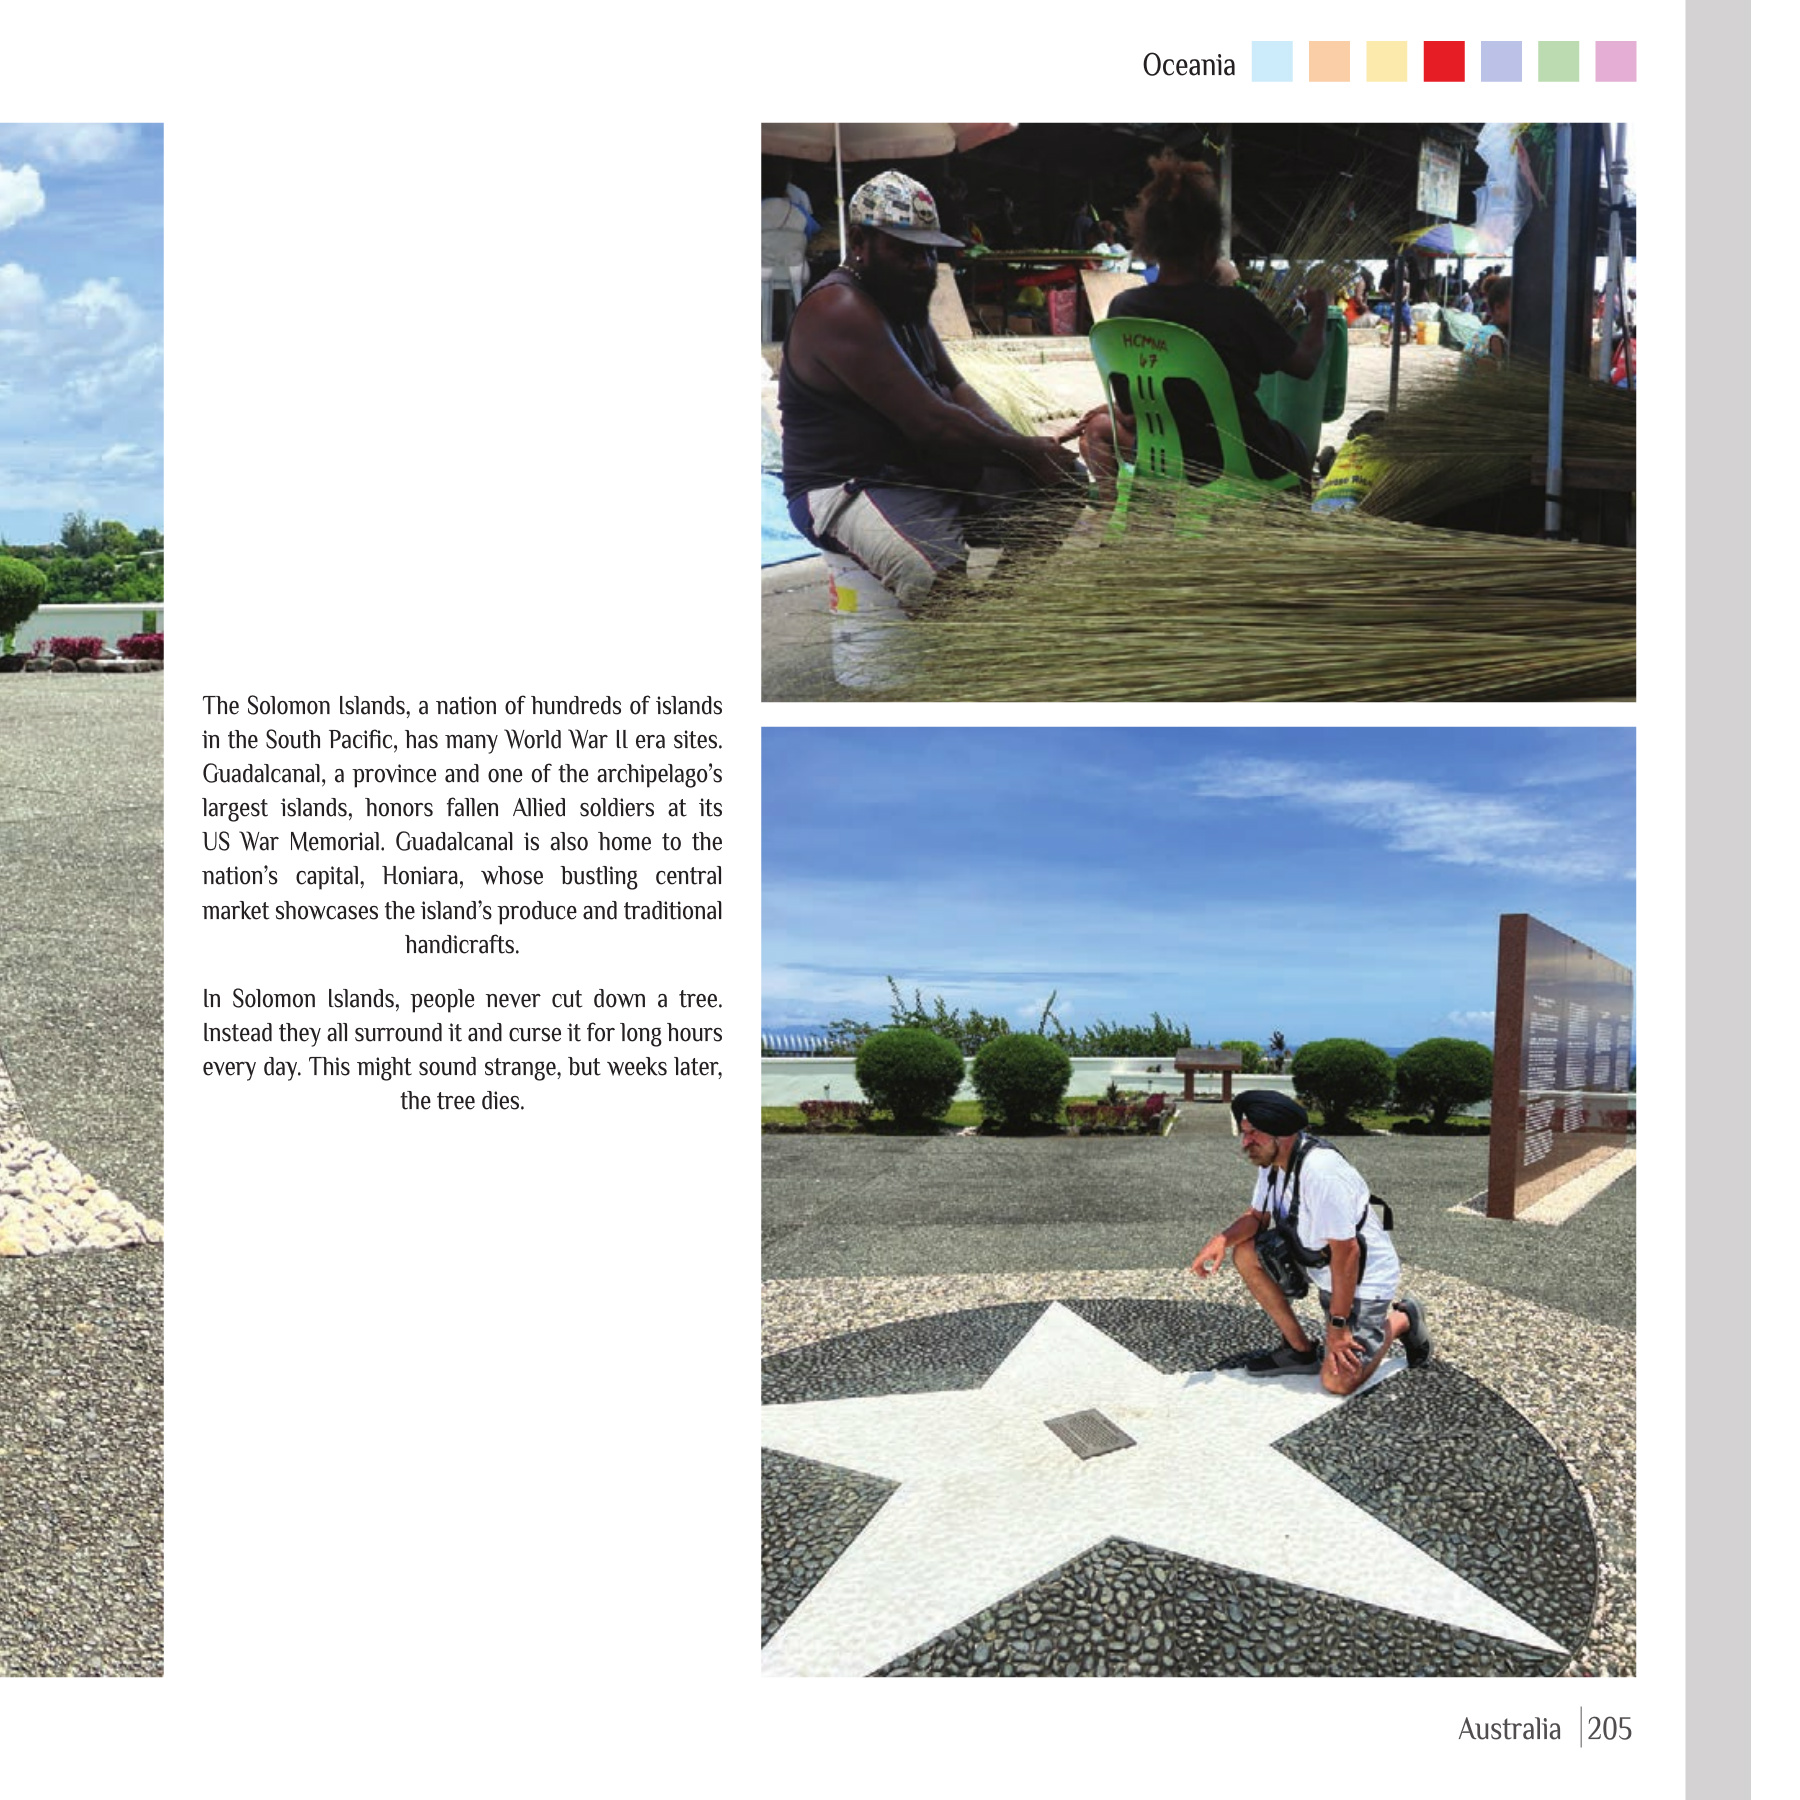 Oceania
HCMNA
67
The Solomon Islands, a nation of hundreds of islands
in the South Pacific, has many World War II era sites.
Guadalcanal, a province and one of the archipelago's
largest islands, honors fallen Allied soldiers at its
US War Memorial. Guadalcanal is also home to the
nation's capital, Honiara, whose bustling central
market showcases the island's produce and traditional
handicrafts.
In Solomon Islands, people never cut down a tree.
Instead they all surround it and curse it for long hours
every day. This might sound strange, but weeks later,
the tree dies.
Australia 205